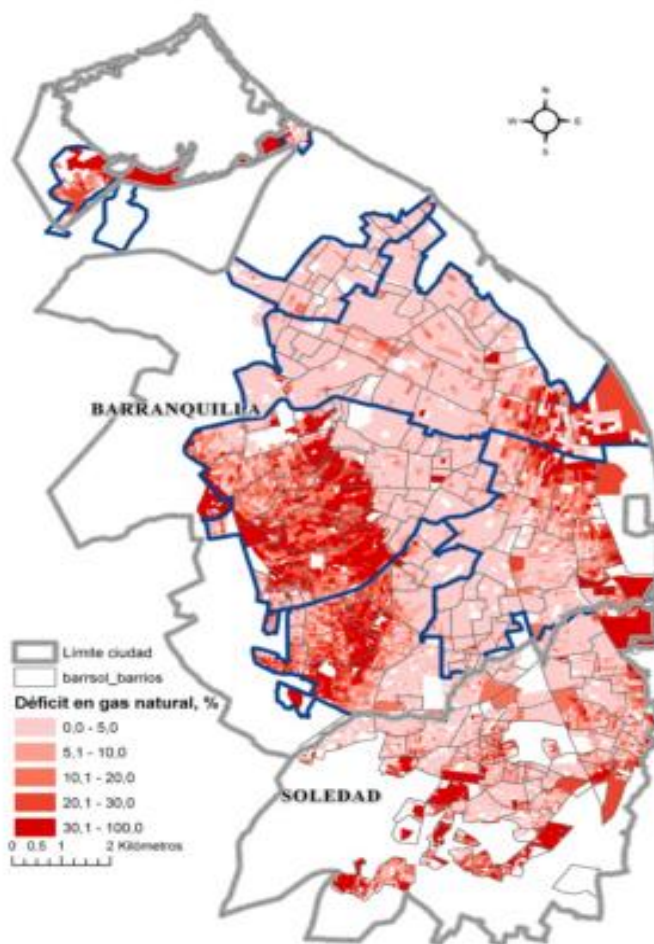 N
W
E
S
BARRANQUILLA
Límite ciudad
barrsol_barrios
Déficit en gas natural, %
0,0 - 5,0
5,1 - 10,0
10,1 - 20,0
20,1 - 30,0
30,1 - 100,0
0 0,5 1 2 Kilómetros
SOLEDAD